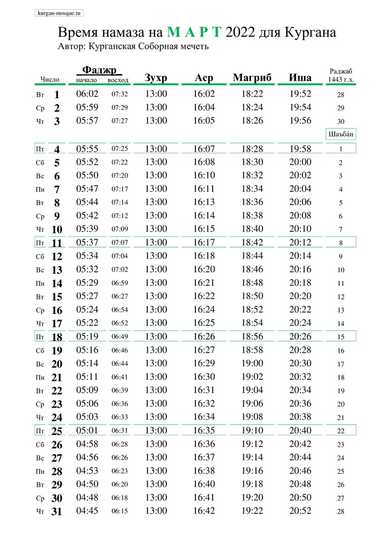 kurgan-mosque.ru
Время намаза на М А Р Т 2022 для Кургана
Автор: Курганская Соборная мечеть
Фаджр Раджаб
Число начало восход Зухр Аср Магриб Иша 1443 г.х.
Вт 1 06:02 07:32 13:00 16:02 18:22 19:52 28
Ср 2 05:59 07:29 13:00 16:04 18:24 19:54 29
Чт 3 05:57 07:27 13:00 16:05 18:26 19:56 30
Шаъбан
Пт 4 05:55 07:25 13:00 16:07 18:28 19:58 1
Сб 5 05:52 07:22 13:00 16:08 18:30 20:00 2
Вс 6 05:50 07:20 13:00 16:10 18:32 20:02 3
Пн 7 05:47 07:17 13:00 16:11 18:34 20:04 4
Вт 8 05:44 07:14 13:00 16:13 18:36 20:06 5
Ср 9 05:42 07:12 13:00 16:14 18:38 20:08 6
Чт 10 05:39 07:09 13:00 16:15 18:40 20:10 7
Пт 11 05:37 07:07 13:00 16:17 18:42 20:12 8
Сб 12 05:34 07:04 13:00 16:18 18:44 20:14 9
Вс 13 05:32 07:02 13:00 16:20 18:46 20:16 10
Пн 14 05:29 06:59 13:00 16:21 18:48 20:18 11
Вт 15 05:27 06:57 13:00 16:22 18:50 20:20 12
Ср 16 05:24 06:54 13:00 16:24 18:52 20:22 13
Чт 17 05:22 06:52 13:00 16:25 18:54 20:24 14
Пт 18 05:19 06:49 13:00 16:26 18:56 20:26 15
Сб 19 05:16 06:46 13:00 16:27 18:58 20:28 16
Вс 20 05:14 06:44 13:00 16:29 19:00 20:30 17
Пн 21 05:11 06:41 13:00 16:30 19:02 20:32 18
Вт 22 05:09 06:39 13:00 16:31 19:04 20:34 19
Ср 23 05:06 06:36 13:00 16:32 19:06 20:36 20
Чт 24 05:03 06:33 13:00 16:34 19:08 20:38 21
Пт 25 05:01 06:31 13:00 16:35 19:10 20:40 22
Сб 26 04:58 06:28 13:00 16:36 19:12 20:42 23
Вс 27 04:56 06:26 13:00 16:37 19:14 20:44 24
Пн 28 04:53 06:23 13:00 16:38 19:16 20:46 25
Вт 29 04:50 06:20 13:00 16:40 19:18 20:48 26
Ср 30 04:48 06:18 13:00 16:41 19:20 20:50 27
Чт 31 04:45 06:15 13:00 16:42 19:22 20:52 28